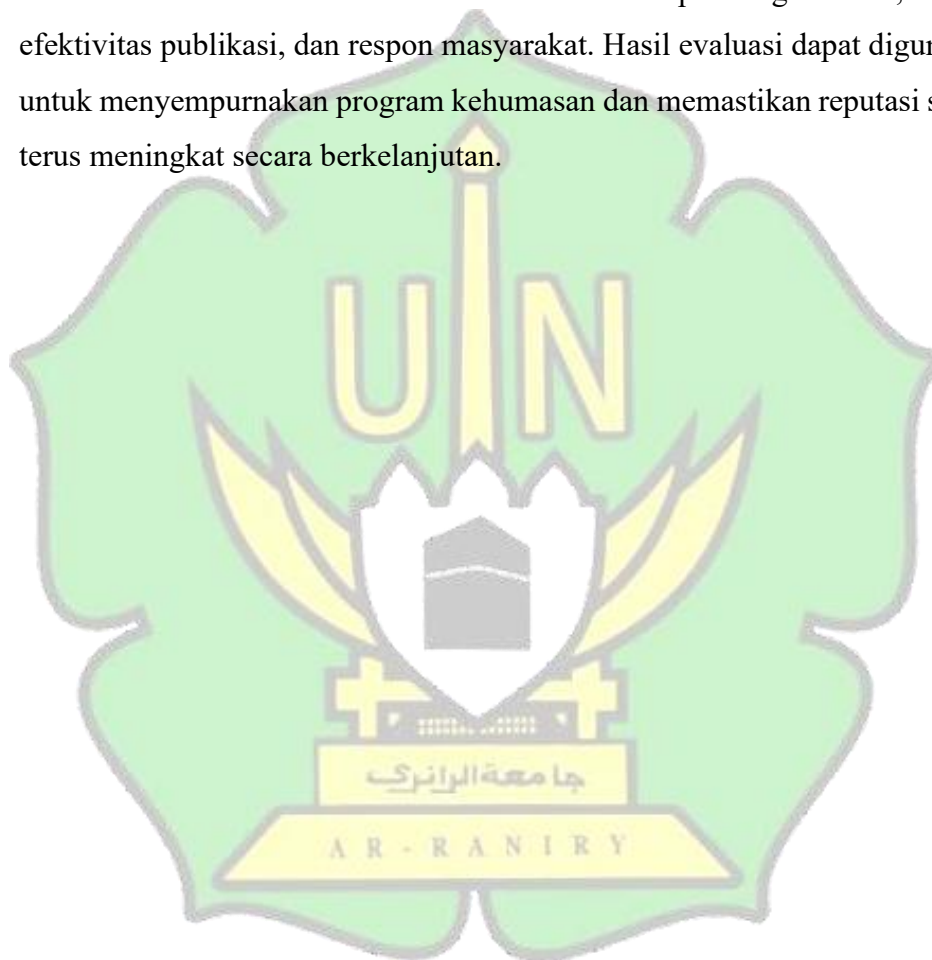 efektivitas publikasi, dan respon masyarakat. Hasil evaluasi dapat
untuk menyempurnakan program kehumasan dan memastikan reputasi
terus meningkat secara berkelanjutan.
UIN
جامعة الرانري
AR-RANIRY